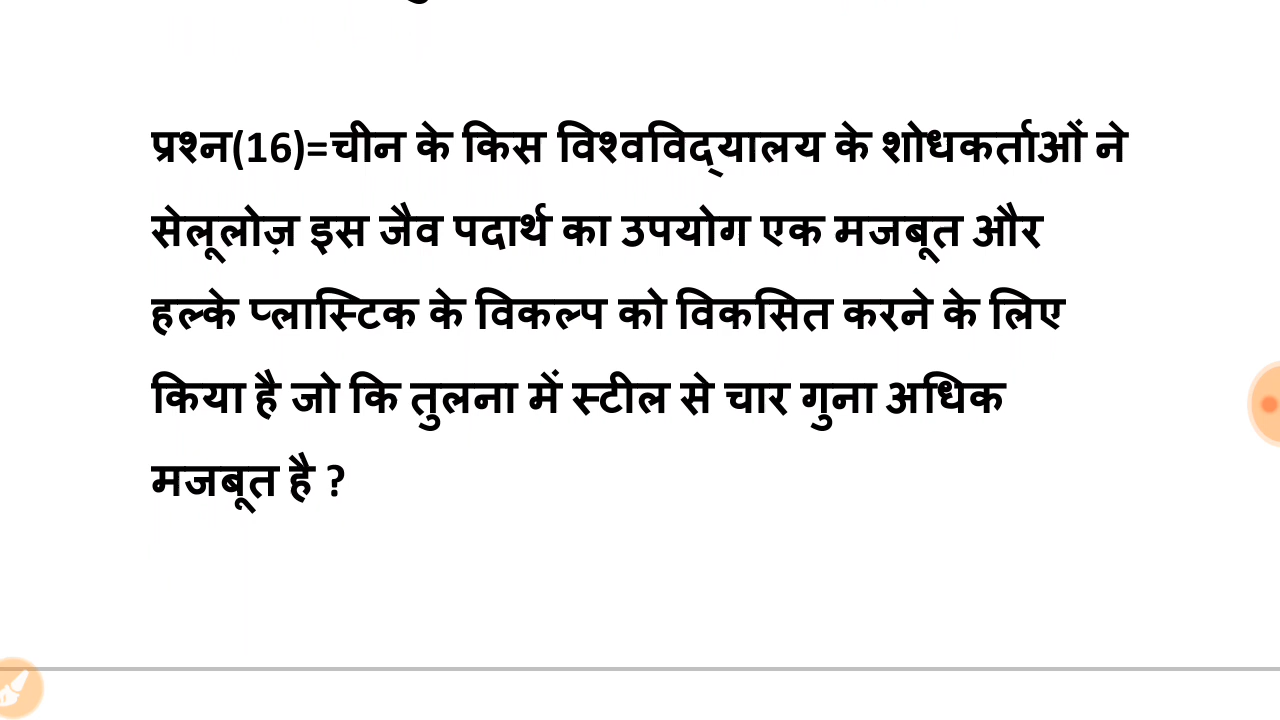 प्रश्न(16)=चीन के किस विश्वविद्यालय के शोधकर्ताओं ने
सेलूलोज़ इस जैव पदार्थ का उपयोग एक मजबूत और
हल्के प्लास्टिक के विकल्प को विकसित करने के लिए
किया है जो कि तुलना में स्टील से चार गुना अधिक
मजबूत है ?